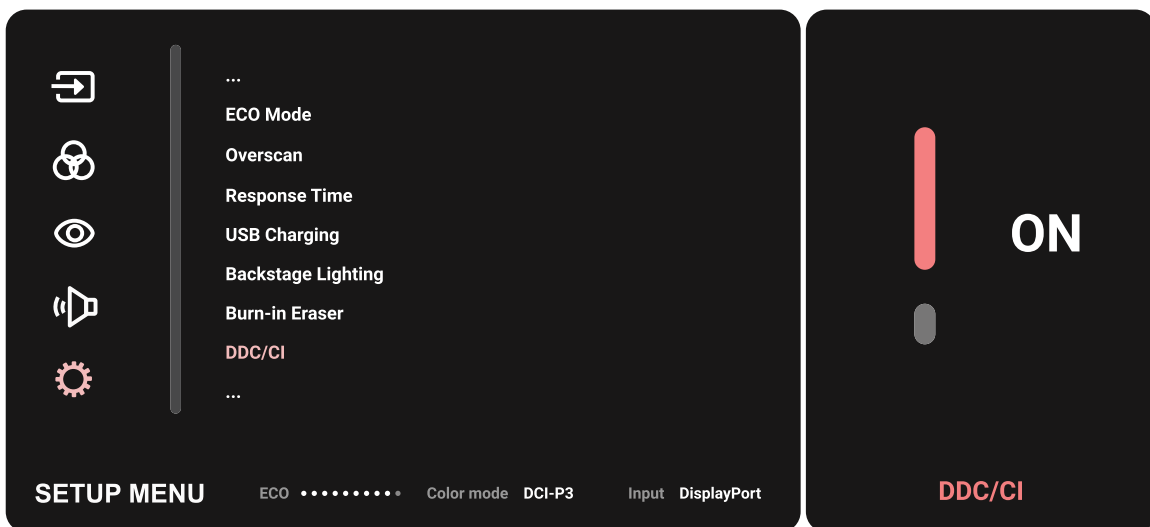 ...
ECO Mode
Overscan
Response Time
USB Charging
Backstage Lighting
Burn-in Eraser
DDC/CI
...
SETUP MENU ECO Color mode DCI-P3 Input DisplayPort
ON
DDC/CI